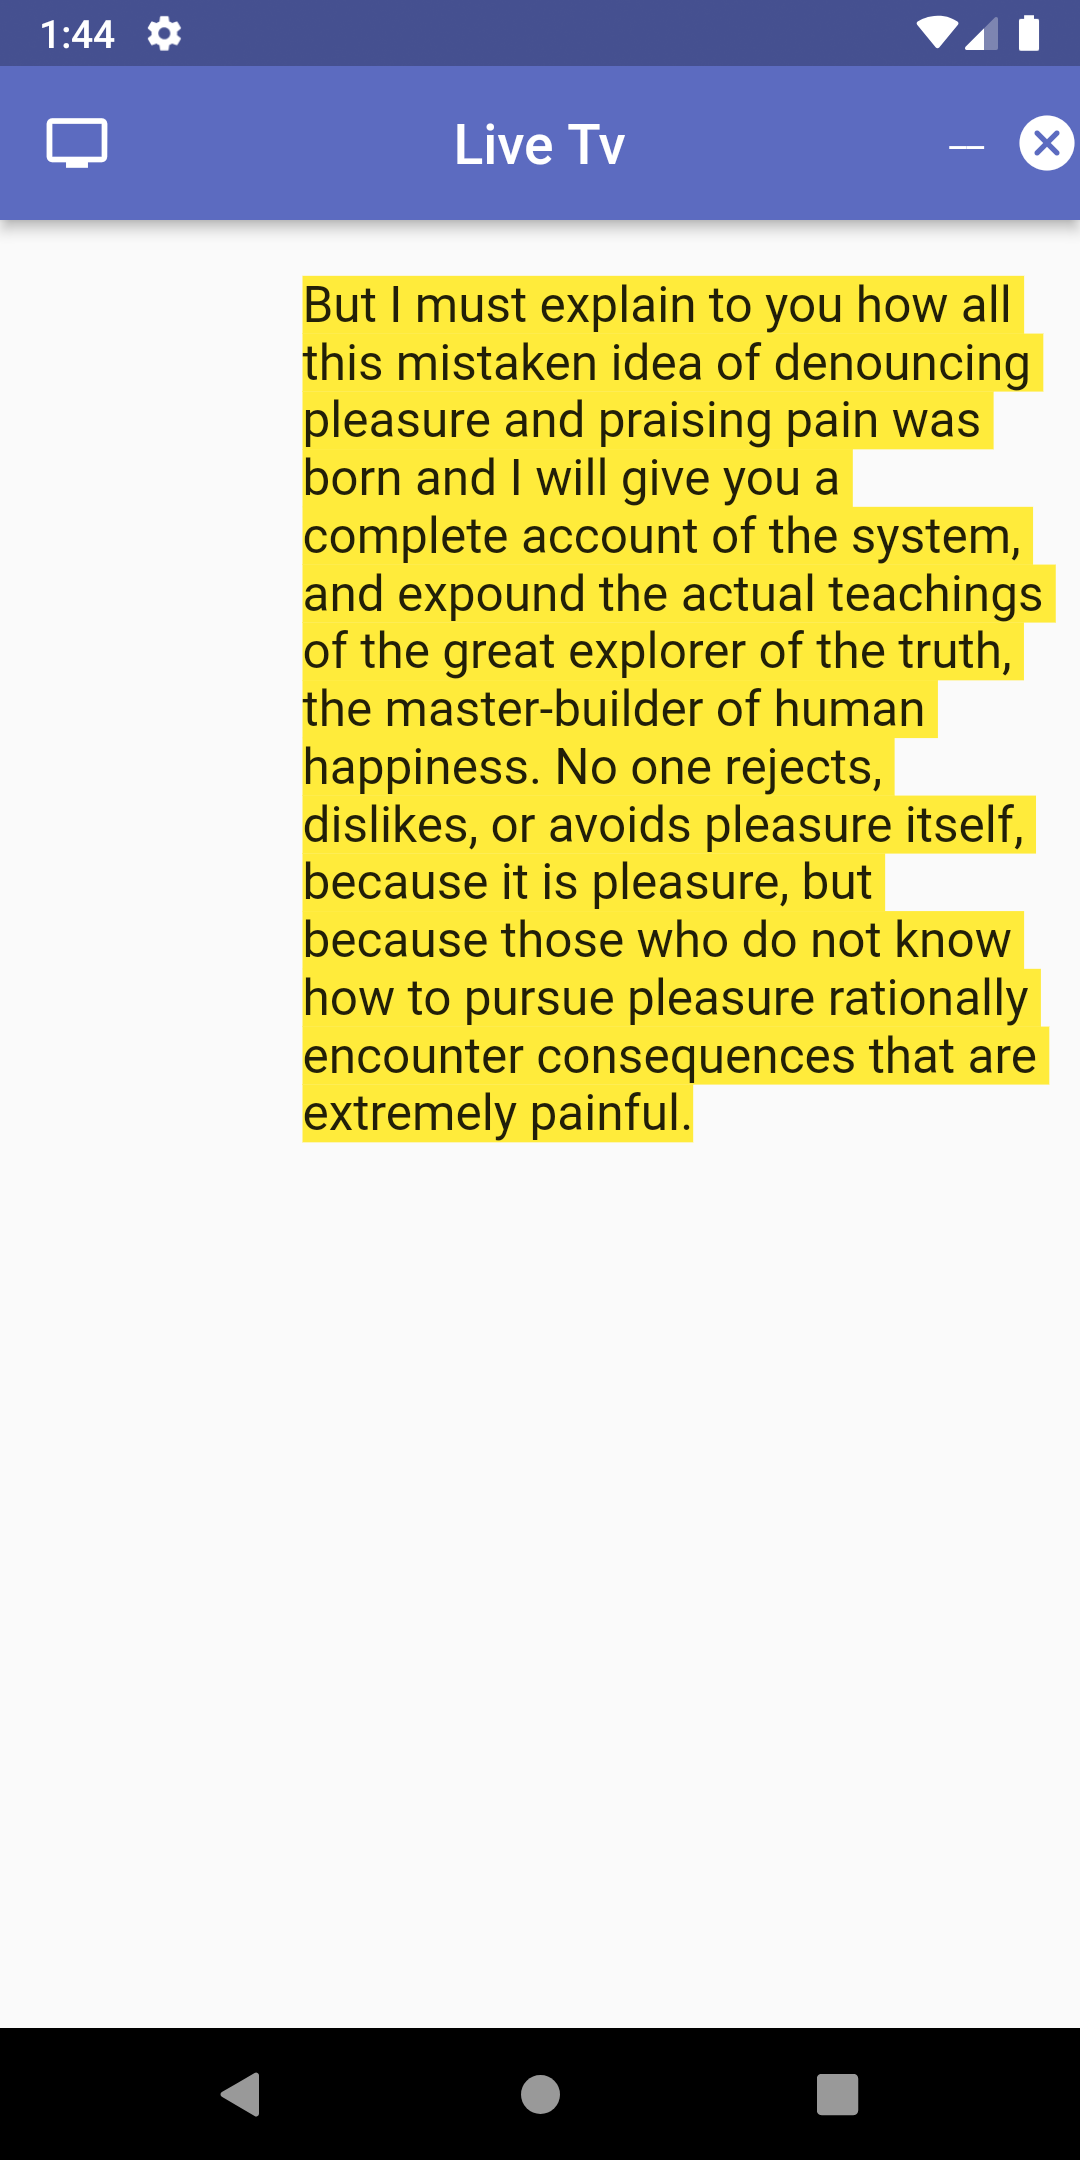 1:44
Live Tv
But I must explain to you how all
this mistaken idea of denouncing
pleasure and praising pain was
born and I will give you a
complete account of the system,
and expound the actual teachings
of the great explorer of the truth,
the master-builder of human
happiness. No one rejects,
dislikes, or avoids pleasure itself,
because it is pleasure, but
because those who do not know
how to pursue pleasure rationally
encounter consequences that are
extremely painful.